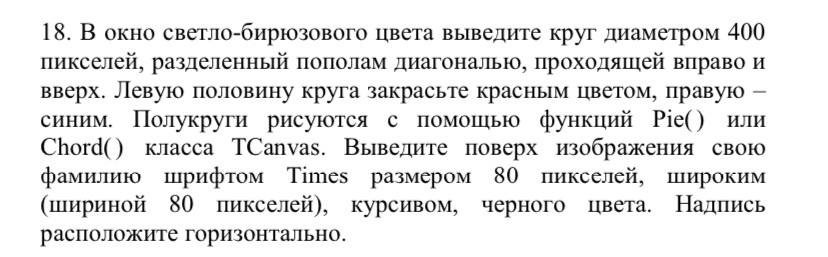 18. В окно светло-бирюзового цвета выведите круг диаметром 400
пикселей, разделенный пополам диагональю, проходящей вправо и
вверх. Левую половину круга закрасьте красным цветом, правую –
синим. Полукруги рисуются с помощью функций Pie( ) или
Chord( ) класса TCanvas. Выведите поверх изображения свою
фамилию шрифтом Times размером 80 пикселей, широким
(шириной 80 пикселей), курсивом, черного цвета. Надпись
расположите горизонтально.